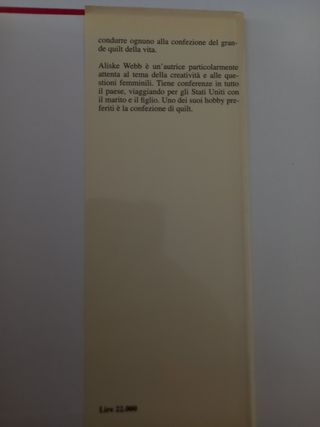 condurre ognuno alla confezione del gran-
de quilt della vita.
Aliske Webb è un'autrice particolarmente
attenta al tema della creatività e alle que-
stioni femminili. Tiene conferenze in tutto
il paese, viaggiando per gli Stati Uniti con
il marito e il figlio. Uno dei suoi hobby pre-
feriti è la confezione di quilt.
Lire 22.000